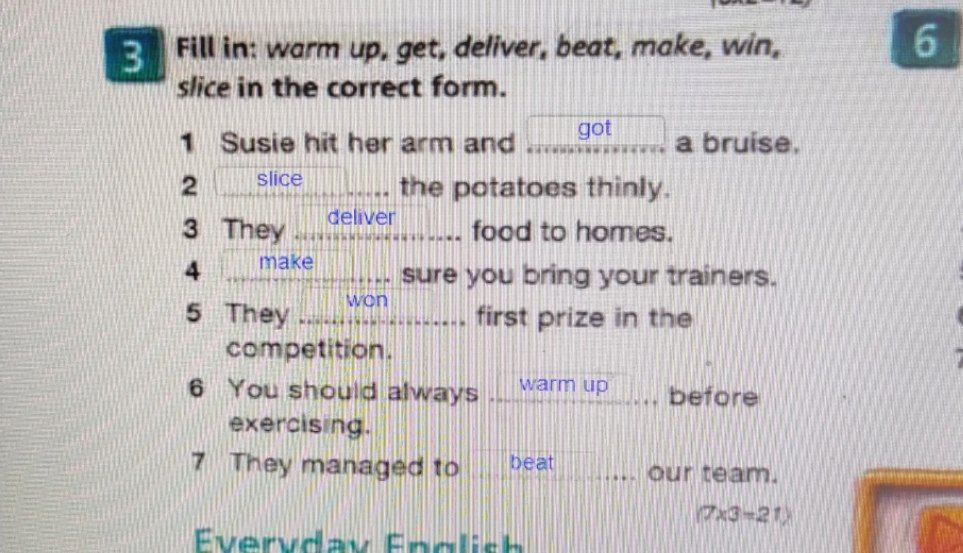 3 Fill in: warm up, get, deliver, beat, make, win, 6
slice in the correct form.
1 Susie hit her arm and got a bruise.
2 slice the potatoes thinly.
3 They deliver food to homes.
4 make sure you bring your trainers.
5 They won first prize in the
competition.
6 You should always warm up before
exercising.
7 They managed to beat our team.
(7x3=21)
Everyday English